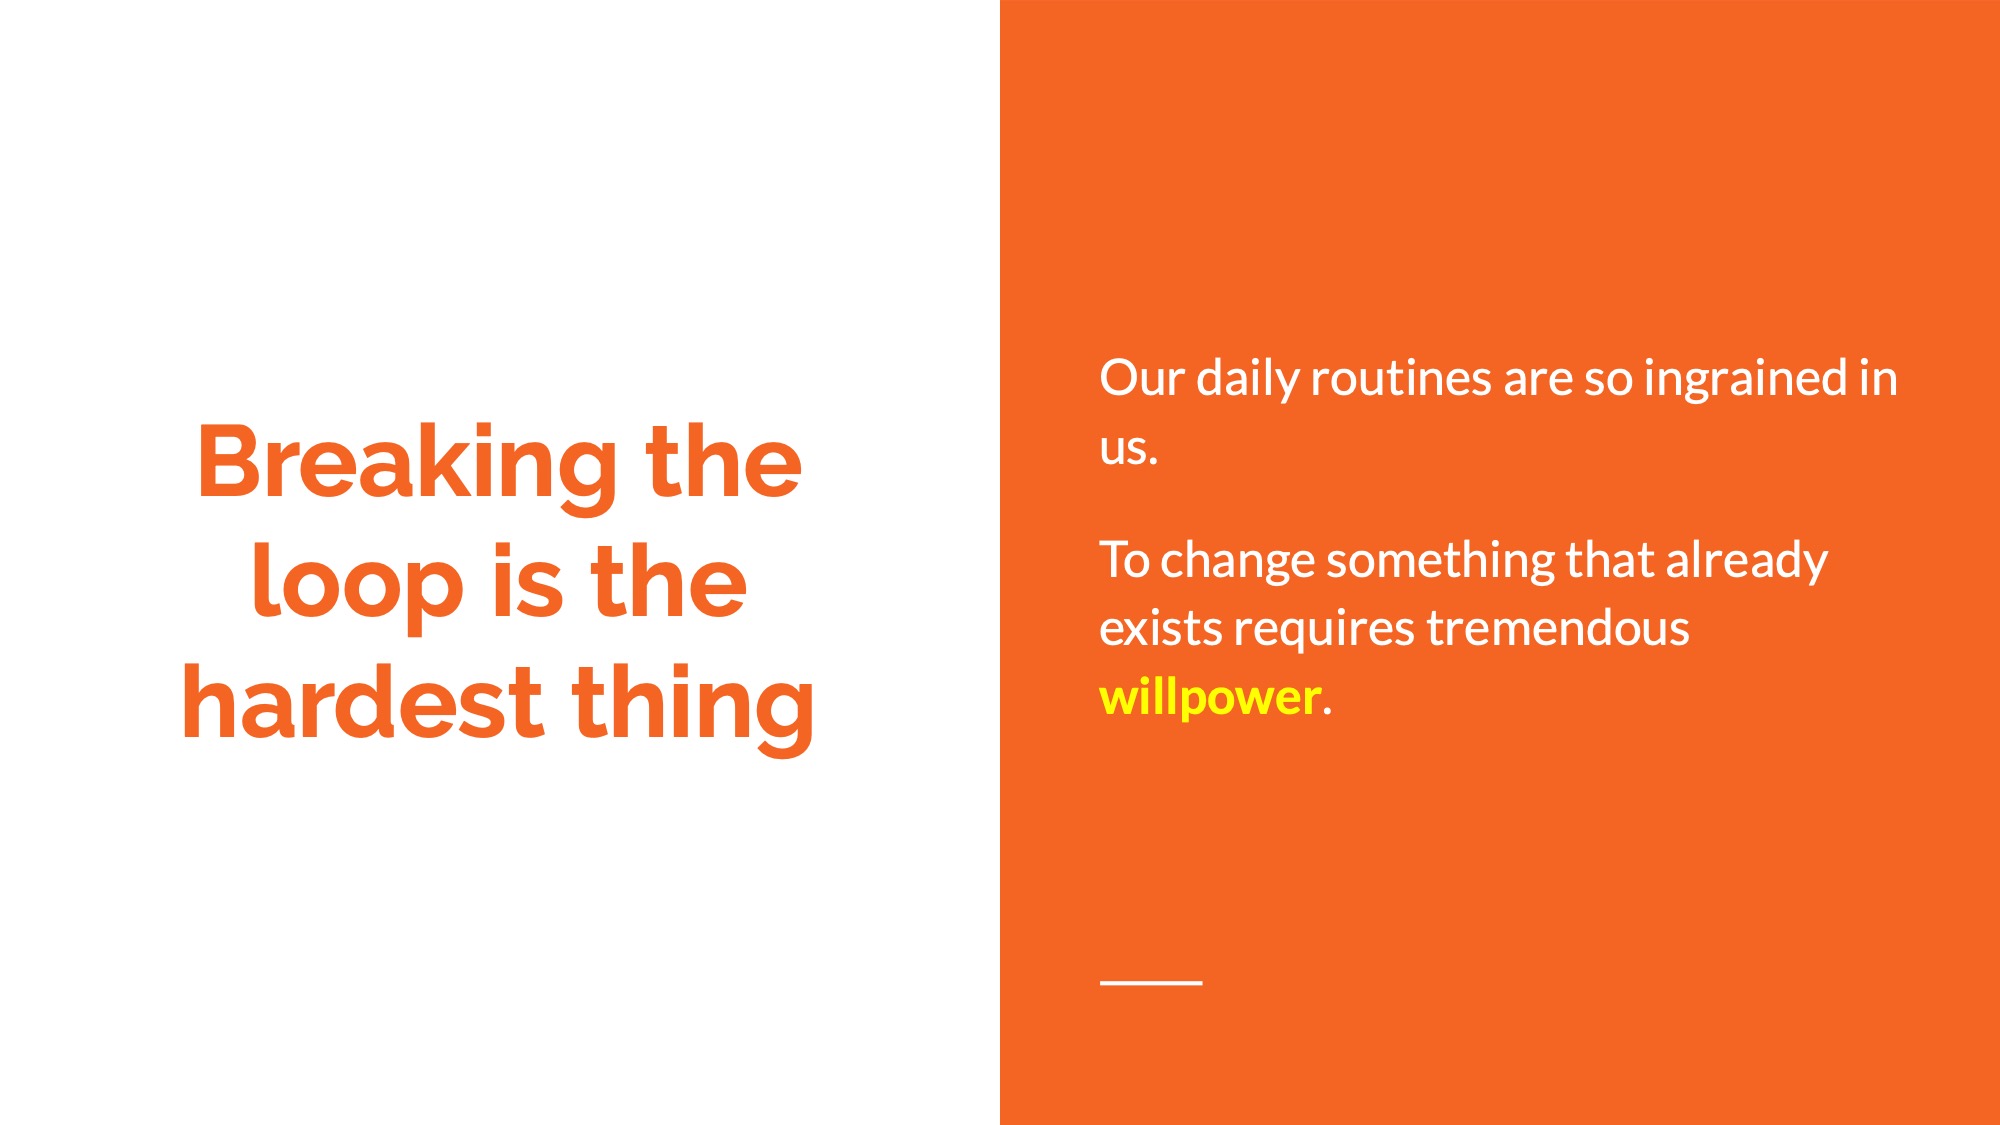 Breaking the
loop is the
hardest thing
Our daily routines are so ingrained in
us.
To change something that already
exists requires tremendous
willpower.